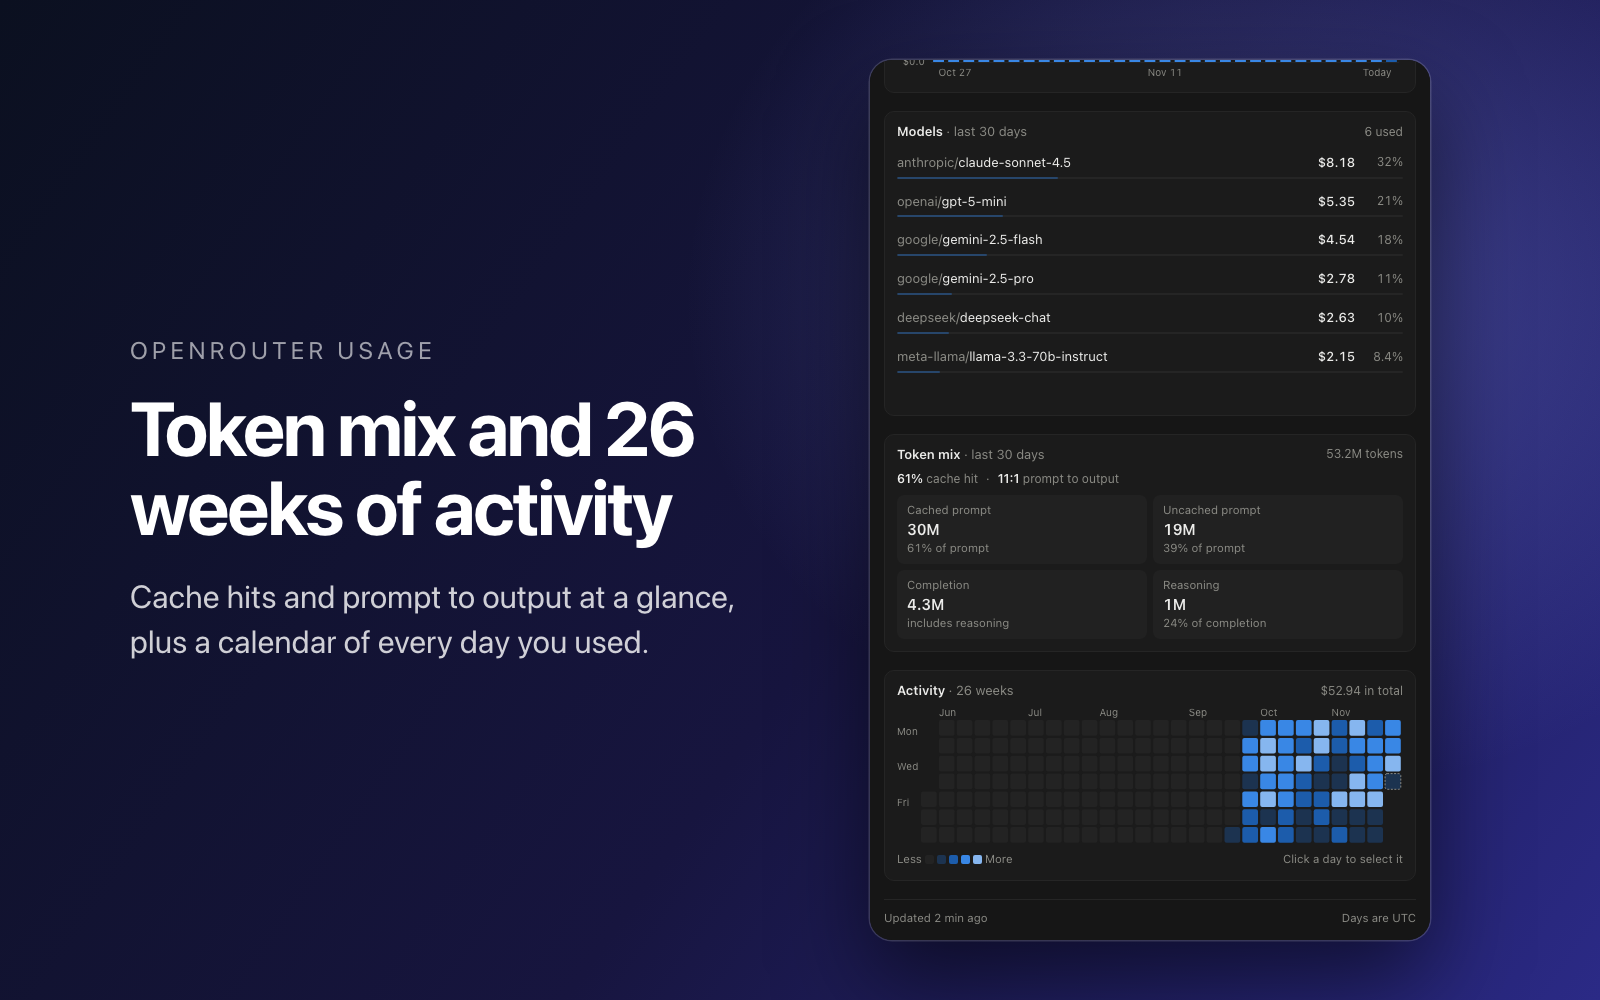 OPENROUTER USAGE
Token mix and 26
weeks of activity
Cache hits and prompt to output at a glance,
plus a calendar of every day you used.
$0.0
Oct 27 Nov 11 Today
Models · last 30 days 6 used
anthropic/claude-sonnet-4.5 $8.18 32%
openai/gpt-5-mini $5.35 21%
google/gemini-2.5-flash $4.54 18%
google/gemini-2.5-pro $2.78 11%
deepseek/deepseek-chat $2.63 10%
meta-llama/llama-3.3-70b-instruct $2.15 8.4%
Token mix · last 30 days 53.2M tokens
61% cache hit · 11:1 prompt to output
Cached prompt Uncached prompt
30M 19M
61% of prompt 39% of prompt
Completion Reasoning
4.3M 1M
includes reasoning 24% of completion
Activity · 26 weeks $52.94 in total
Jun Jul Aug Sep Oct Nov
Mon
Wed
Fri
Less More Click a day to select it
Updated 2 min ago Days are UTC